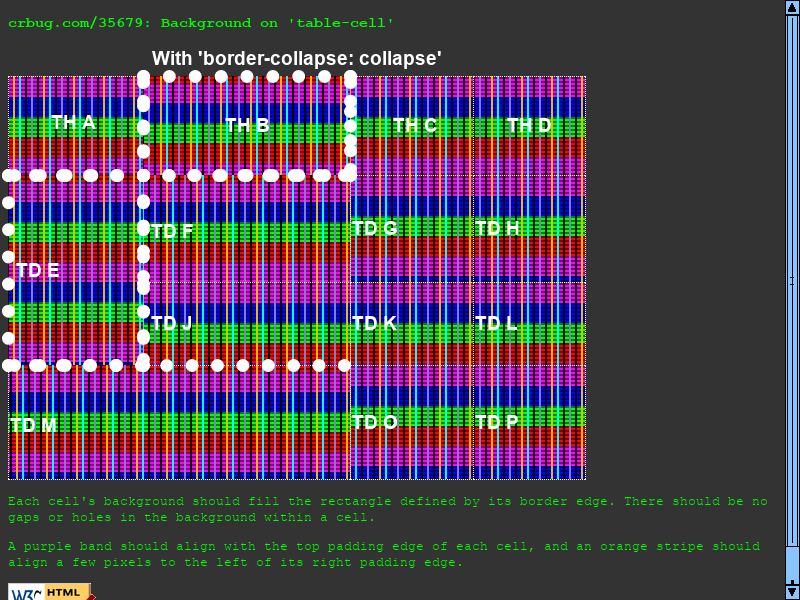 crbug.com/35679: Background on 'table-cell'
With 'border-collapse: collapse'
TH A TH B TH C TH D
TD E TD F TD G TD H
TD J TD K TD L
TD M TD O TD P
Each cell's background should fill the rectangle defined by its border edge. There should be no
gaps or holes in the background within a cell.
A purple band should align with the top padding edge of each cell, and an orange stripe should
align a few pixels to the left of its right padding edge.
W3C HTML